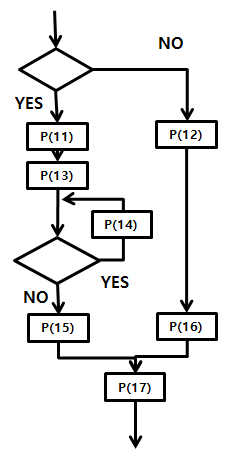 NO
YES
P(11)
P(12)
P(13)
P(14)
YES
NO
P(15)
P(16)
P(17)